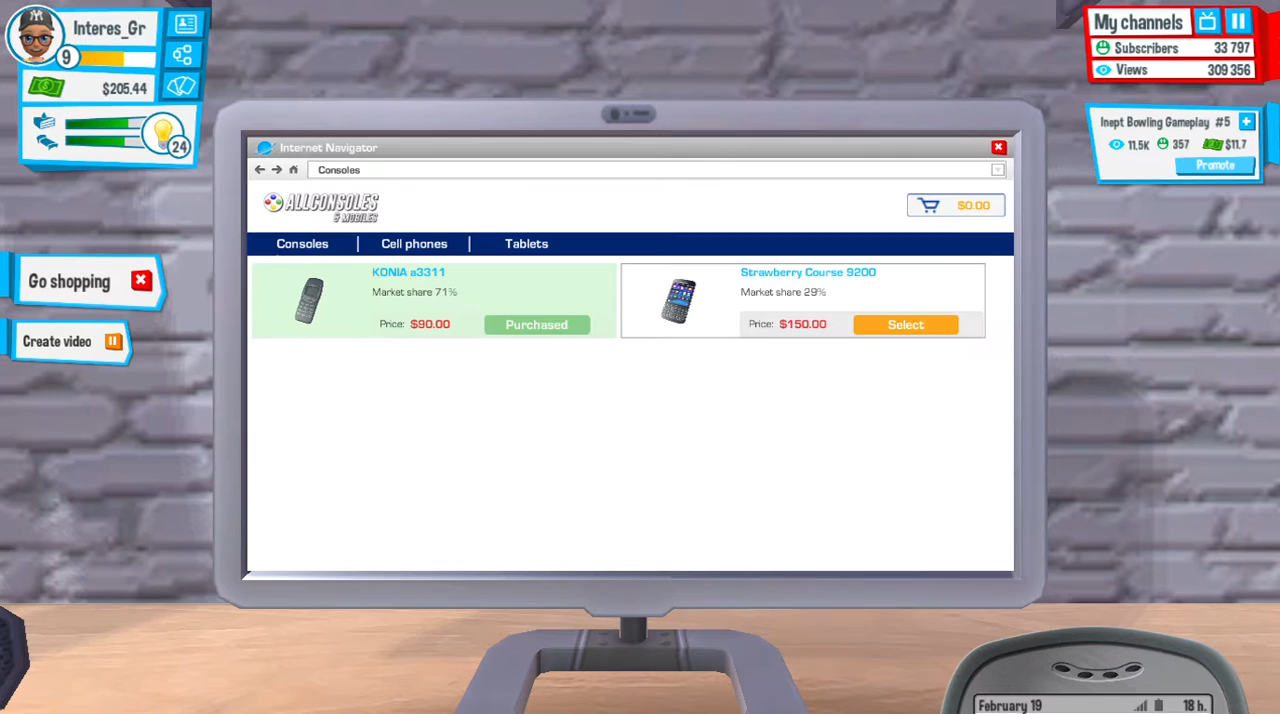 Interes_Gr
9
$205.44
24
My channels
Subscribers 33 797
Views 309 356
Inept Bowling Gameplay #5
11.5K 357 $11.7
Promote
Go shopping
Create video
Internet Navigator
Consoles
ALLCONSOLES
& MOBILES
$0.00
Consoles Cell phones Tablets
KONIA a3311
Market share 71%
Price: $90.00 Purchased
Strawberry Course 9200
Market share 29%
Price: $150.00 Select
February 19 18 h.